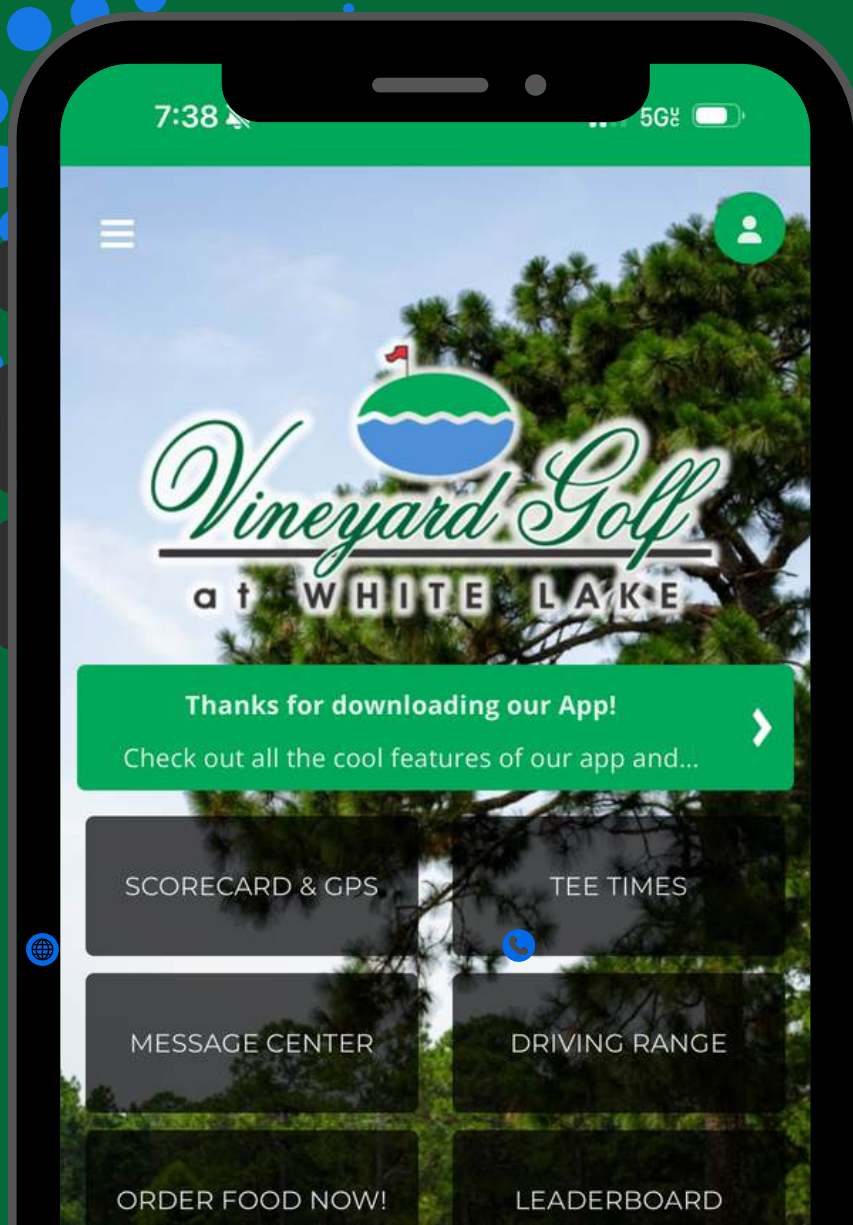 7:38
5G
Vineyard Golf
at WHITE LAKE
Thanks for downloading our App!
Check out all the cool features of our app and...
SCORECARD & GPS
TEE TIMES
MESSAGE CENTER
DRIVING RANGE
ORDER FOOD NOW!
LEADERBOARD